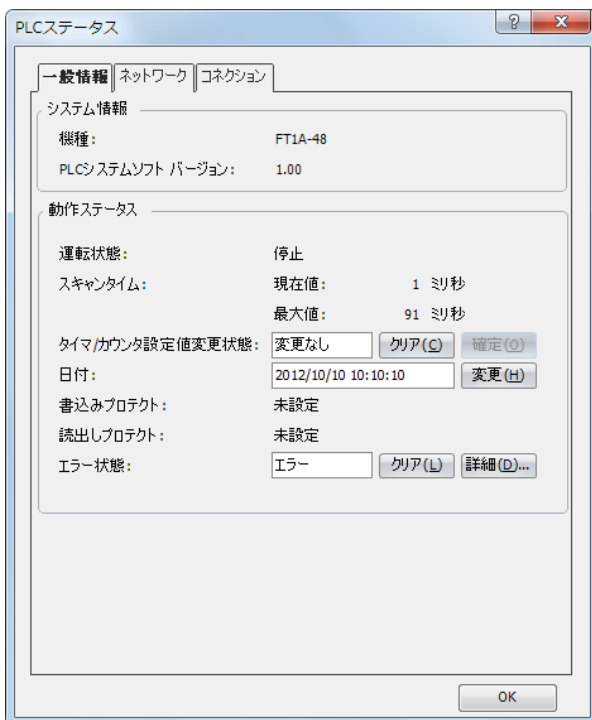 PLCステータス
一般情報 ネットワーク コネクション
システム情報
機種： FT1A-48
PLCシステムソフト バージョン： 1.00
動作ステータス
運転状態： 停止
スキャンタイム： 現在値： 1 ミリ秒
最大値： 91 ミリ秒
タイマ/カウンタ設定値変更状態： 変更なし クリア(C) 確定(O)
日付： 2012/10/10 10:10:10 変更(H)
書込みプロテクト： 未設定
読出しプロテクト： 未設定
エラー状態： エラー クリア(L) 詳細(D)...
OK